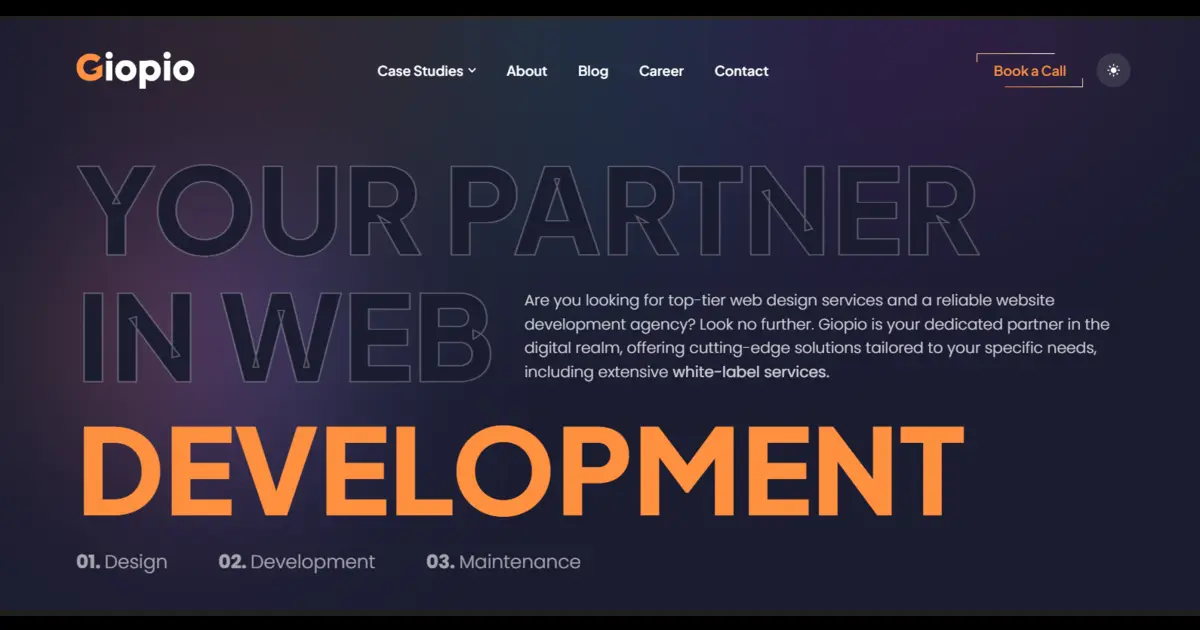 Giopio
Case Studies
About
Blog
Career
Contact
Book a Call
YOUR PARTNER
IN WEB
Are you looking for top-tier web design services and a reliable website
development agency? Look no further. Giopio is your dedicated partner in the
digital realm, offering cutting-edge solutions tailored to your specific needs,
including extensive white-label services.
DEVELOPMENT
01. Design
02. Development
03. Maintenance